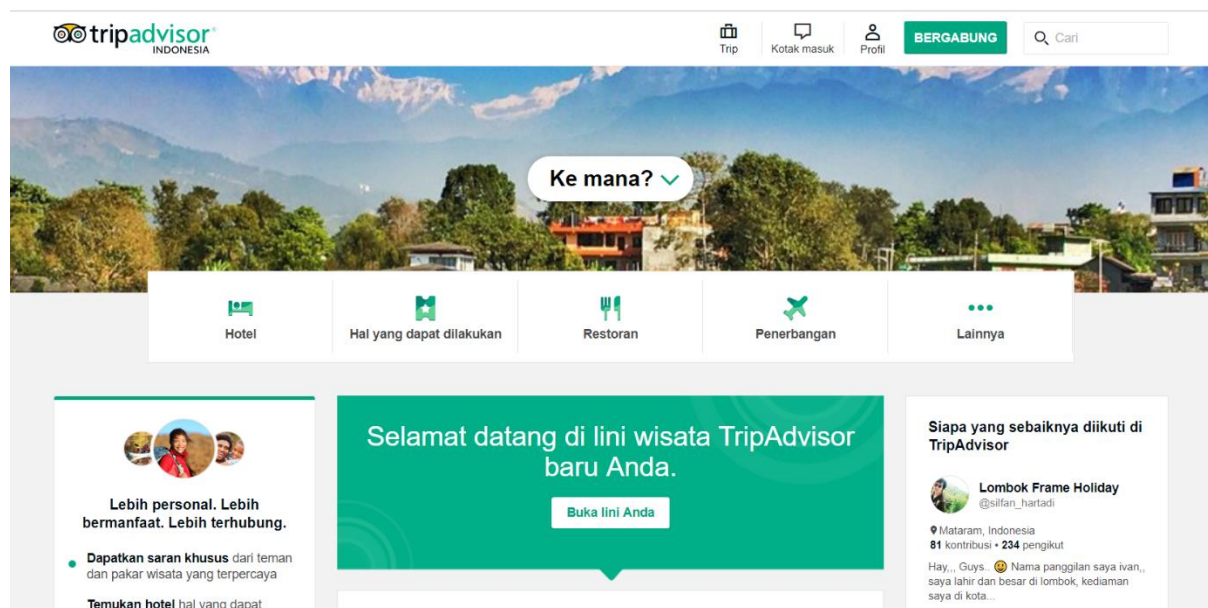 tripadvisor®
INDONESIA
Trip
Kotak masuk
Profil
BERGABUNG
Cari
Ke mana?
Hotel
Hal yang dapat dilakukan
Restoran
Penerbangan
Lainnya
Lebih personal. Lebih
bermanfaat. Lebih terhubung.
Dapatkan saran khusus dari teman
dan pakar wisata yang terpercaya
Temukan hotel hal yang dapat
Selamat datang di lini wisata TripAdvisor
baru Anda.
Buka lini Anda
Siapa yang sebaiknya diikuti di
TripAdvisor
Lombok Frame Holiday
@silfan_hartadi
Mataram, Indonesia
81 kontribusi • 234 pengikut
Hay,,, Guys.. 😃 Nama panggilan saya ivan,,
saya lahir dan besar di lombok, kediaman
saya di kota...